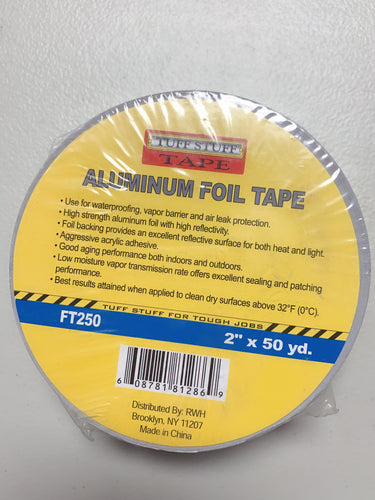 TUFF STUFF
TAPE
ALUMINUM FOIL TAPE
• Use for waterproofing, vapor barrier and air leak protection.
• High strength aluminum foil with high reflectivity.
• Foil backing provides an excellent reflective surface for both heat and light.
• Aggressive acrylic adhesive.
• Good aging performance both indoors and outdoors.
• Low moisture vapor transmission rate offers excellent sealing and patching
performance.
• Best results attained when applied to clean dry surfaces above 32°F (0°C).
TUFF STUFF FOR TOUGH JOBS
FT250
2" x 50 yd.
6 08781 81286 9
Distributed By: RWH
Brooklyn, NY 11207
Made in China